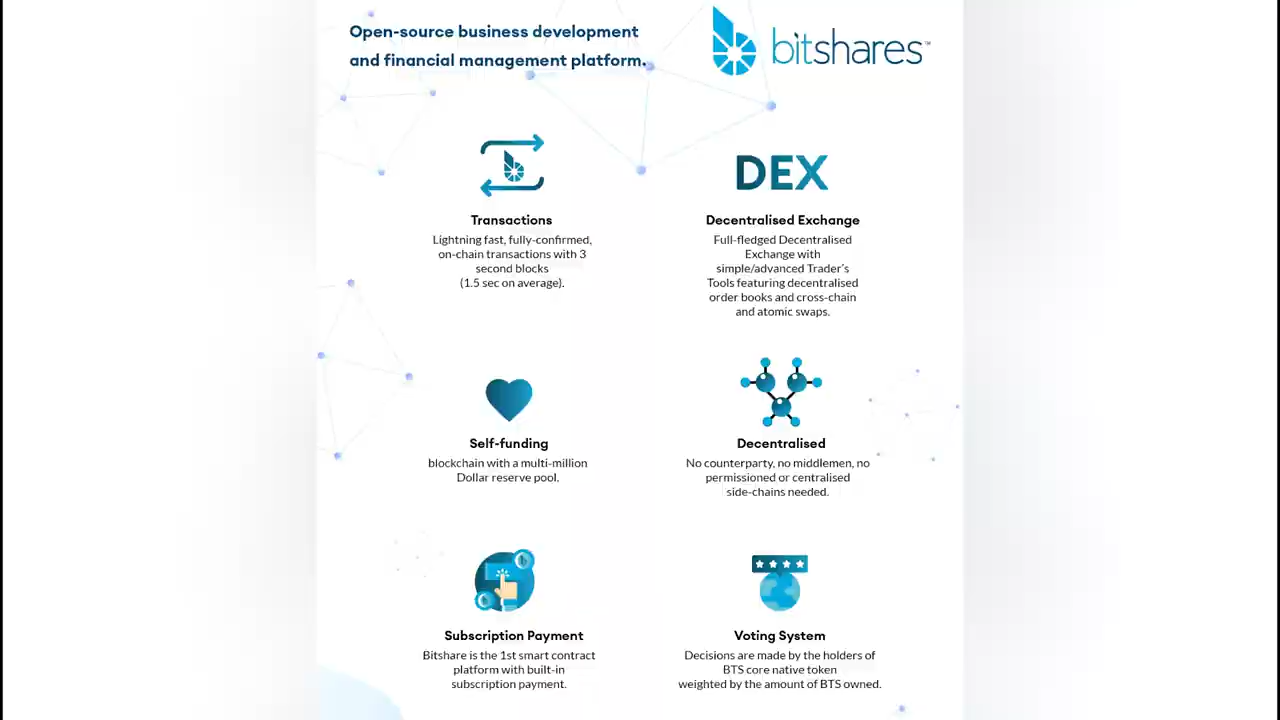 Open-source business development
and financial management platform.
bitshares™
Transactions
Lightning fast, fully-confirmed,
on-chain transactions with 3
second blocks
(1.5 sec on average).
DEX
Decentralised Exchange
Full-fledged Decentralised
Exchange with
simple/advanced Trader´s
Tools featuring decentralised
order books and cross-chain
and atomic swaps.
Self-funding
blockchain with a multi-million
Dollar reserve pool.
Decentralised
No counterparty, no middlemen, no
permissioned or centralised
side-chains needed.
Subscription Payment
Bitshare is the 1st smart contract
platform with built-in
subscription payment.
Voting System
Decisions are made by the holders of
BTS core native token
weighted by the amount of BTS owned.